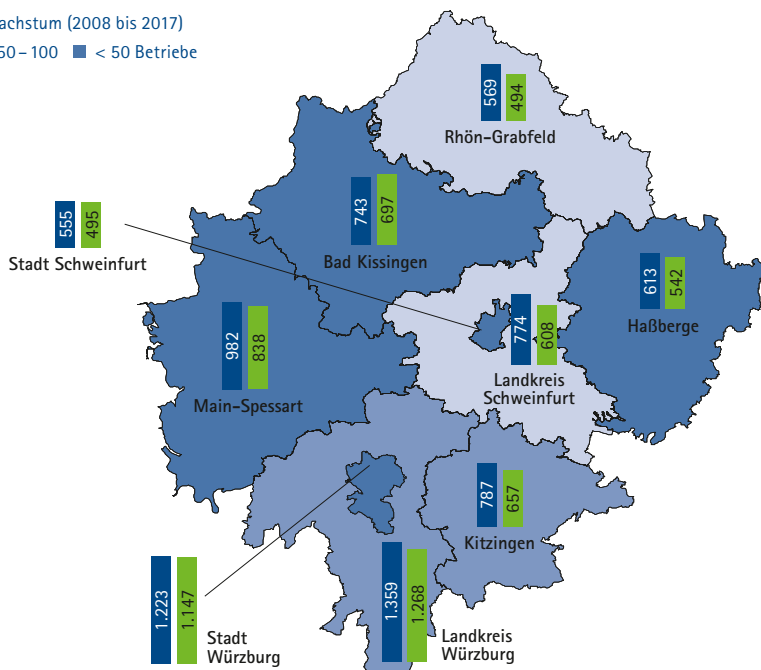 achstum (2008 bis 2017)
50–100 < 50 Betriebe
569
494
Rhön-Grabfeld
743
697
Bad Kissingen
555
495
Stadt Schweinfurt
613
542
Haßberge
982
838
Main-Spessart
774
608
Landkreis
Schweinfurt
787
657
Kitzingen
1.223
1.147
Stadt
Würzburg
1.359
1.268
Landkreis
Würzburg